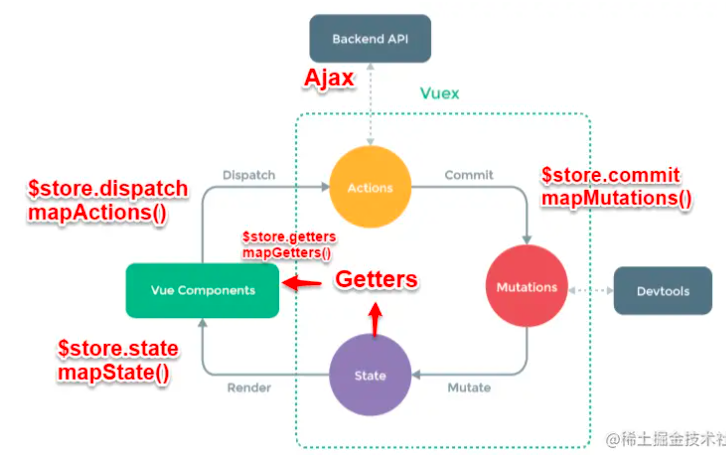 Backend API
Ajax
Vuex
$store.dispatch
mapActions()
Dispatch
Actions
Commit
$store.commit
mapMutations()
$store.getters
mapGetters()
Vue Components
Getters
Mutations
Devtools
$store.state
mapState()
Render
State
Mutate
@稀土掘金技术社